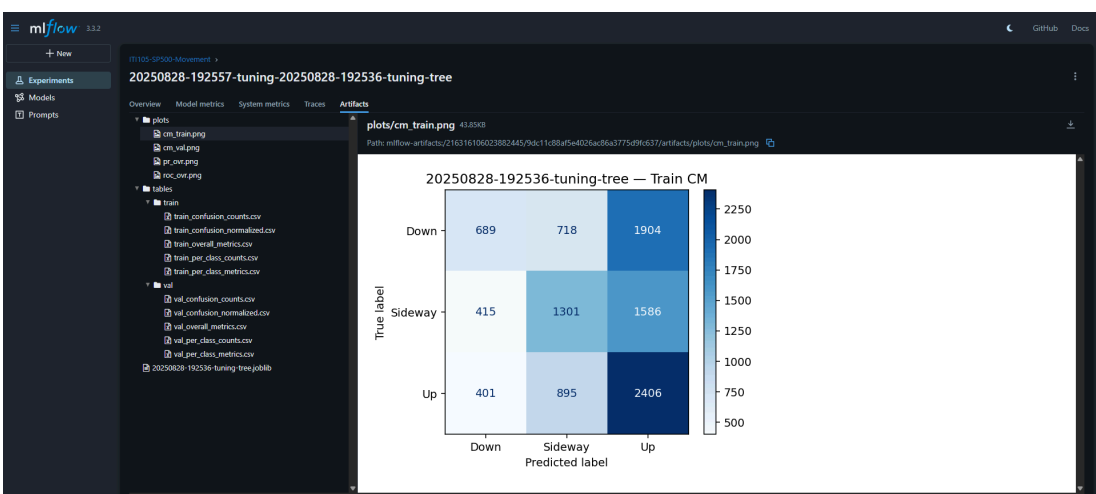 mlflow 3.3.2
GitHub Docs
+ New
Experiments
Models
Prompts
ITI105-SP500-Movement ›
20250828-192557-tuning-20250828-192536-tuning-tree
Overview Model metrics System metrics Traces Artifacts
plots
cm_train.png
cm_val.png
pr_ovr.png
roc_ovr.png
tables
train
train_confusion_counts.csv
train_confusion_normalized.csv
train_overall_metrics.csv
train_per_class_counts.csv
train_per_class_metrics.csv
val
val_confusion_counts.csv
val_confusion_normalized.csv
val_overall_metrics.csv
val_per_class_counts.csv
val_per_class_metrics.csv
20250828-192536-tuning-tree.joblib
plots/cm_train.png 43.85KB
Path: mlflow-artifacts:/216316106023882445/9dc11c88af5e4026ac86a3775d9fc637/artifacts/plots/cm_train.png
20250828-192536-tuning-tree — Train CM
True label
Down 689 718 1904
Sideway 415 1301 1586
Up 401 895 2406
Down Sideway Up
Predicted label
2250
2000
1750
1500
1250
1000
750
500